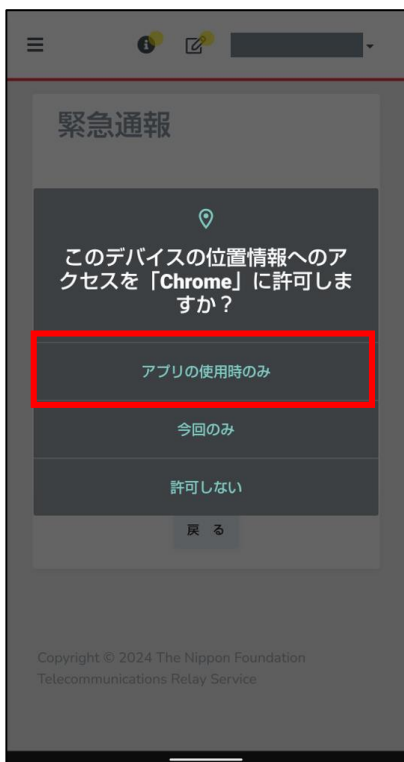 緊急通報
このデバイスの位置情報へのア
クセスを「Chrome」に許可しま
すか？
アプリの使用時のみ
今回のみ
許可しない
戻 る
Copyright © 2024 The Nippon Foundation
Telecommunications Relay Service